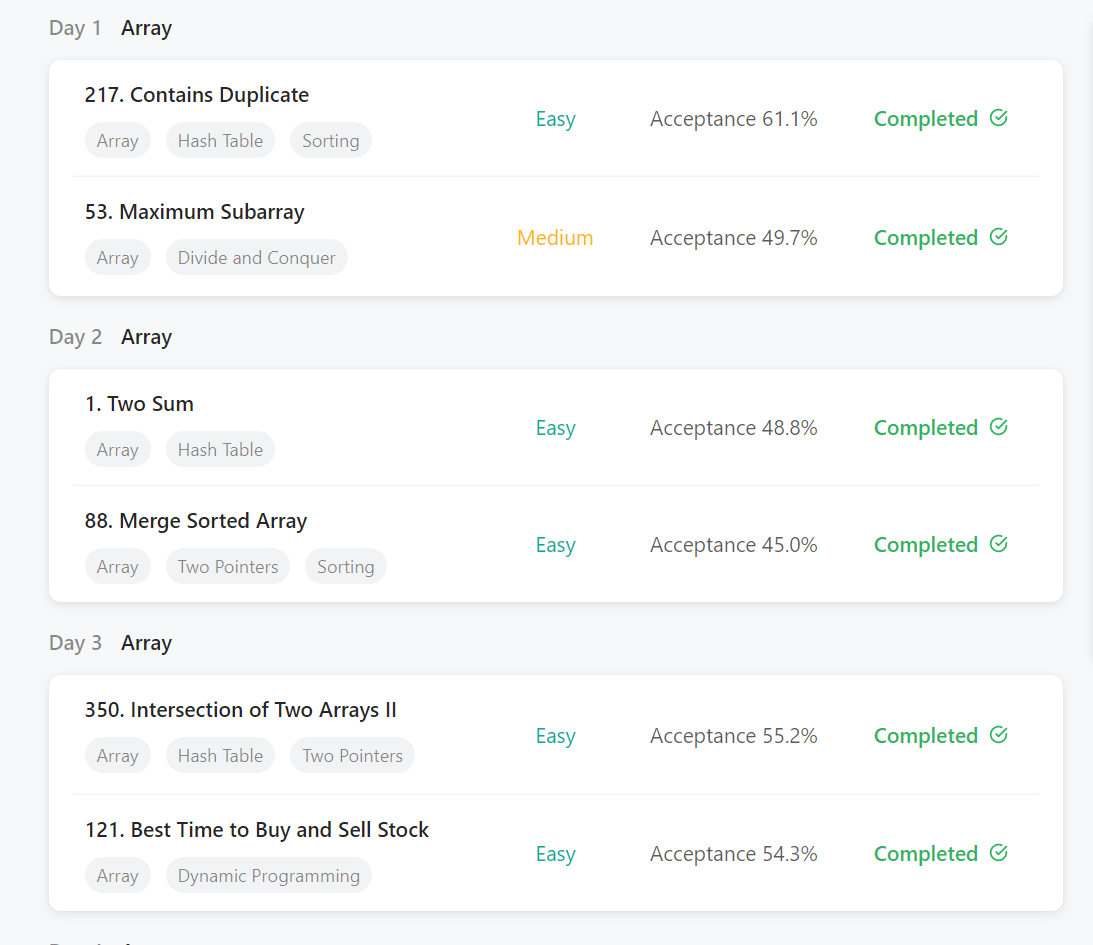 Day 1 Array
217. Contains Duplicate
Array Hash Table Sorting
Easy Acceptance 61.1% Completed
53. Maximum Subarray
Array Divide and Conquer
Medium Acceptance 49.7% Completed
Day 2 Array
1. Two Sum
Array Hash Table
Easy Acceptance 48.8% Completed
88. Merge Sorted Array
Array Two Pointers Sorting
Easy Acceptance 45.0% Completed
Day 3 Array
350. Intersection of Two Arrays II
Array Hash Table Two Pointers
Easy Acceptance 55.2% Completed
121. Best Time to Buy and Sell Stock
Array Dynamic Programming
Easy Acceptance 54.3% Completed